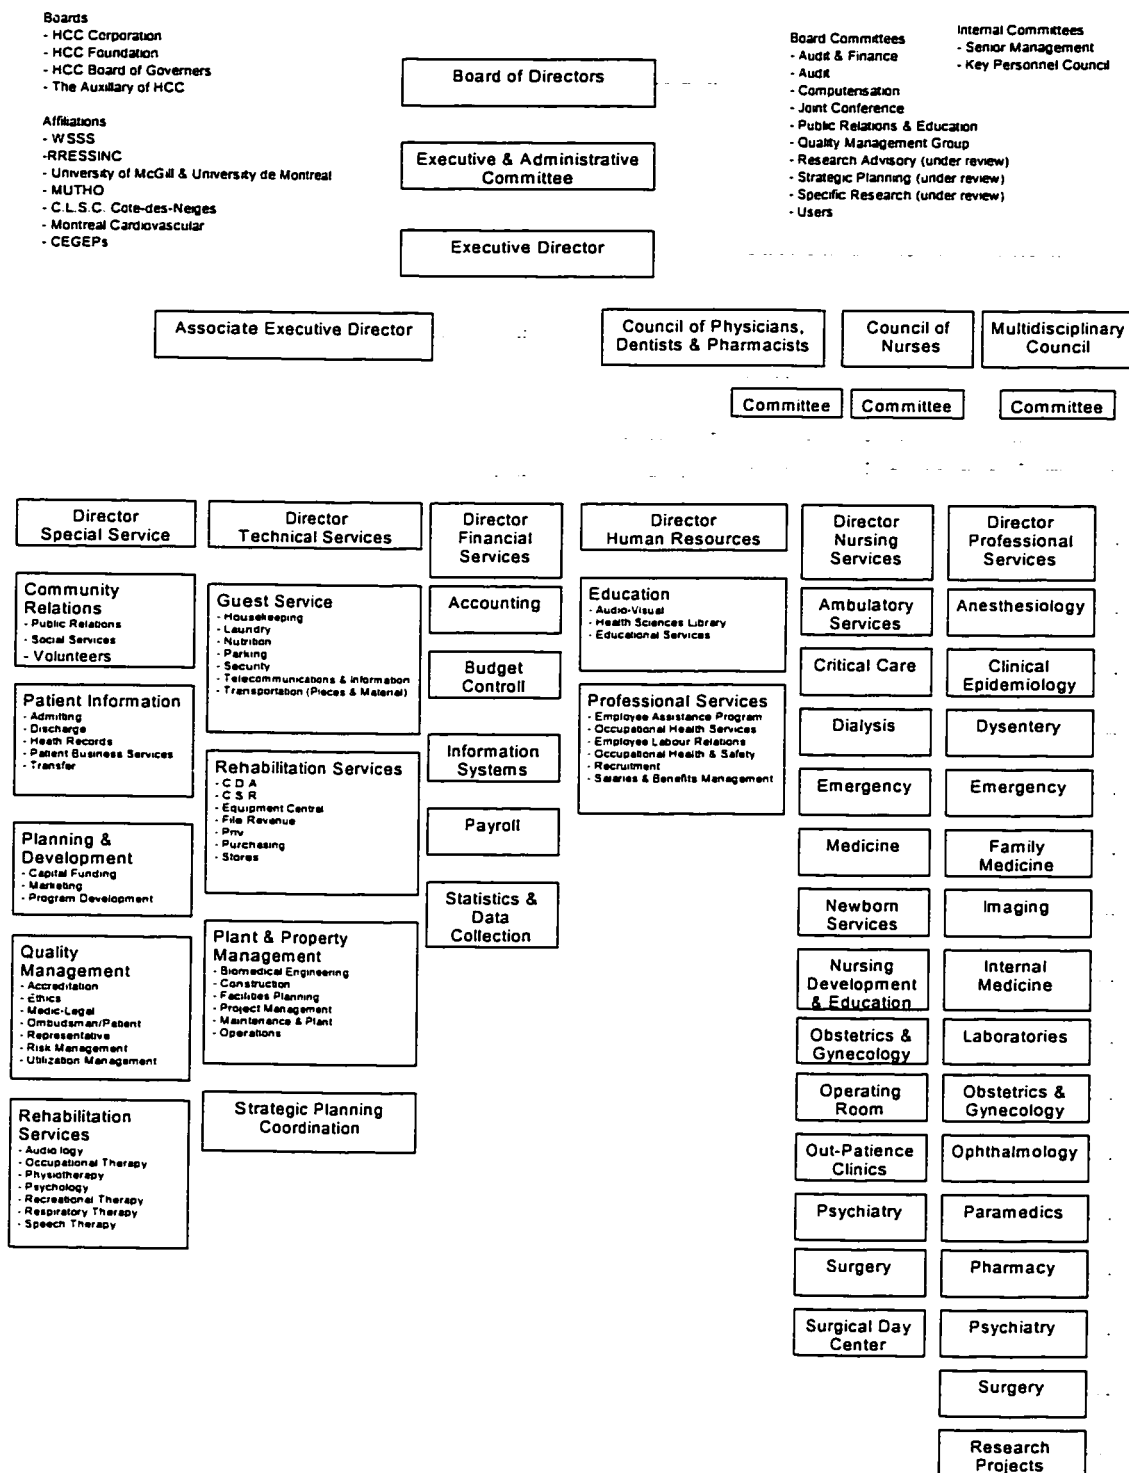 Boards
- HCC Corporation
- HCC Foundation
- HCC Board of Governers
- The Auxillary of HCC
Affiliations
- WSSS
-RRESSINC
- University of McGill & University de Montreal
- MUTHO
- C.L.S.C. Cote-des-Neiges
- Montreal Cardiovascular
- CEGEPs
Board of Directors
Executive & Administrative
Committee
Executive Director
Board Committees
- Audit & Finance
- Audit
- Computensation
- Joint Conference
- Public Relations & Education
- Quality Management Group
- Research Advisory (under review)
- Strategic Planning (under review)
- Specific Research (under review)
- Users
Internal Committees
- Senior Management
- Key Personnel Council
Associate Executive Director
Council of Physicians,
Dentists & Pharmacists
Council of
Nurses
Multidisciplinary
Council
Committee
Committee
Committee
Director
Special Service
Community
Relations
- Public Relations
- Social Services
- Volunteers
Patient Information
- Admitting
- Discharge
- Heath Records
- Patient Business Services
- Transfer
Planning &
Development
- Capital Funding
- Marketing
- Program Development
Quality
Management
- Accreditation
- Ethics
- Medic-Legal
- Ombudsman/Patient
- Representative
- Risk Management
- Utilization Management
Rehabilitation
Services
- Audiology
- Occupational Therapy
- Physiotherapy
- Psychology
- Recreational Therapy
- Respiratory Therapy
- Speech Therapy
Director
Technical Services
Guest Service
- Housekeeping
- Laundry
- Nutrition
- Parking
- Security
- Telecommunications & Information
- Transportation (Pieces & Material)
Rehabilitation Services
- C D A
- C S R
- Equipment Central
- File Revenue
- Priv
- Purchasing
- Stores
Plant & Property
Management
- Biomedical Engineering
- Construction
- Facilities Planning
- Project Management
- Maintenance & Plant
- Operations
Strategic Planning
Coordination
Director
Financial
Services
Accounting
Budget
Controll
Information
Systems
Payroll
Statistics &
Data
Collection
Director
Human Resources
Education
- Audio-Visual
- Health Sciences Library
- Educational Services
Professional Services
- Employee Assistance Program
- Occupational Health Services
- Employee Labour Relations
- Occupational Health & Safety
- Recruitment
- Salaries & Benefits Management
Director
Nursing
Services
Ambulatory
Services
Critical Care
Dialysis
Emergency
Medicine
Newborn
Services
Nursing
Development
& Education
Obstetrics &
Gynecology
Operating
Room
Out-Patience
Clinics
Psychiatry
Surgery
Surgical Day
Center
Director
Professional
Services
Anesthesiology
Clinical
Epidemiology
Dysentery
Emergency
Family
Medicine
Imaging
Internal
Medicine
Laboratories
Obstetrics &
Gynecology
Ophthalmology
Paramedics
Pharmacy
Psychiatry
Surgery
Research
Projects